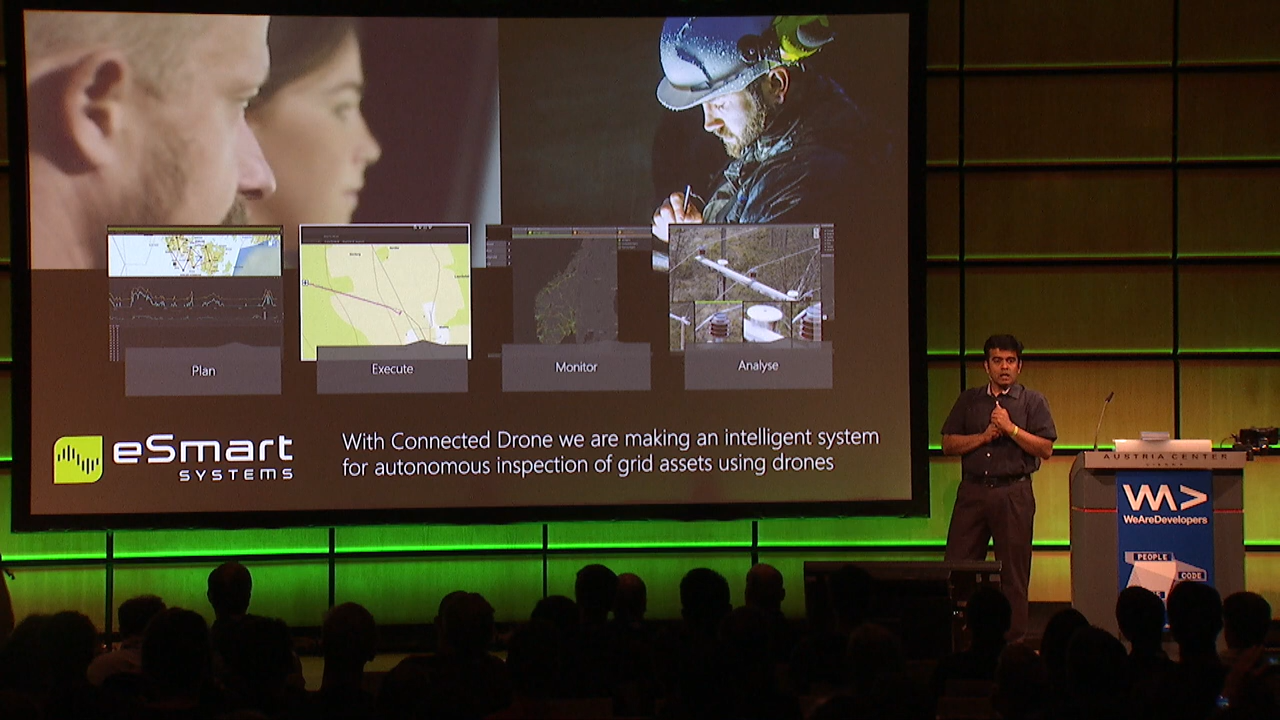 Plan
Execute
Monitor
Analyse
eSmart
SYSTEMS
With Connected Drone we are making an intelligent system
for autonomous inspection of grid assets using drones
AUSTRIA CENTER
VIENNA
WeAreDevelopers
PEOPLE
CODE